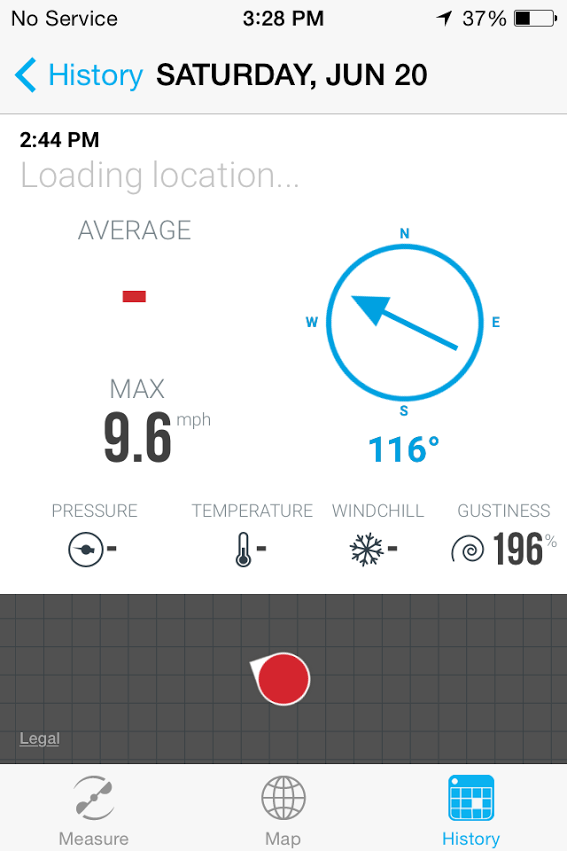 No Service 3:28 PM 37%
History SATURDAY, JUN 20
2:44 PM
Loading location...
AVERAGE
-
N
W E
S
116°
MAX
9.6 mph
PRESSURE TEMPERATURE WINDCHILL GUSTINESS
- - - 196%
Legal
Measure Map History